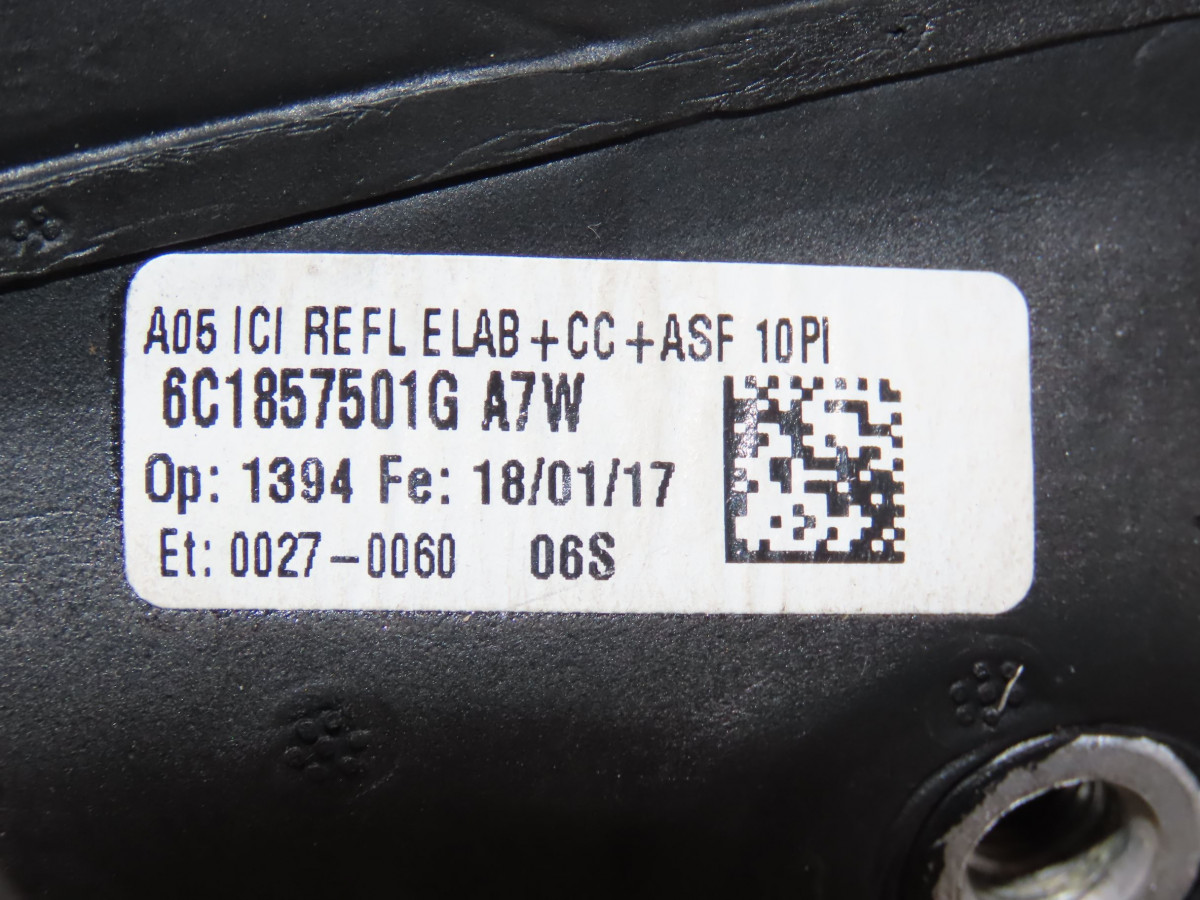 A05 ICI REFL ELAB+CC+ASF 10PI
6C1857501G A7W
Op: 1394 Fe: 18/01/17
Et: 0027-0060 06S